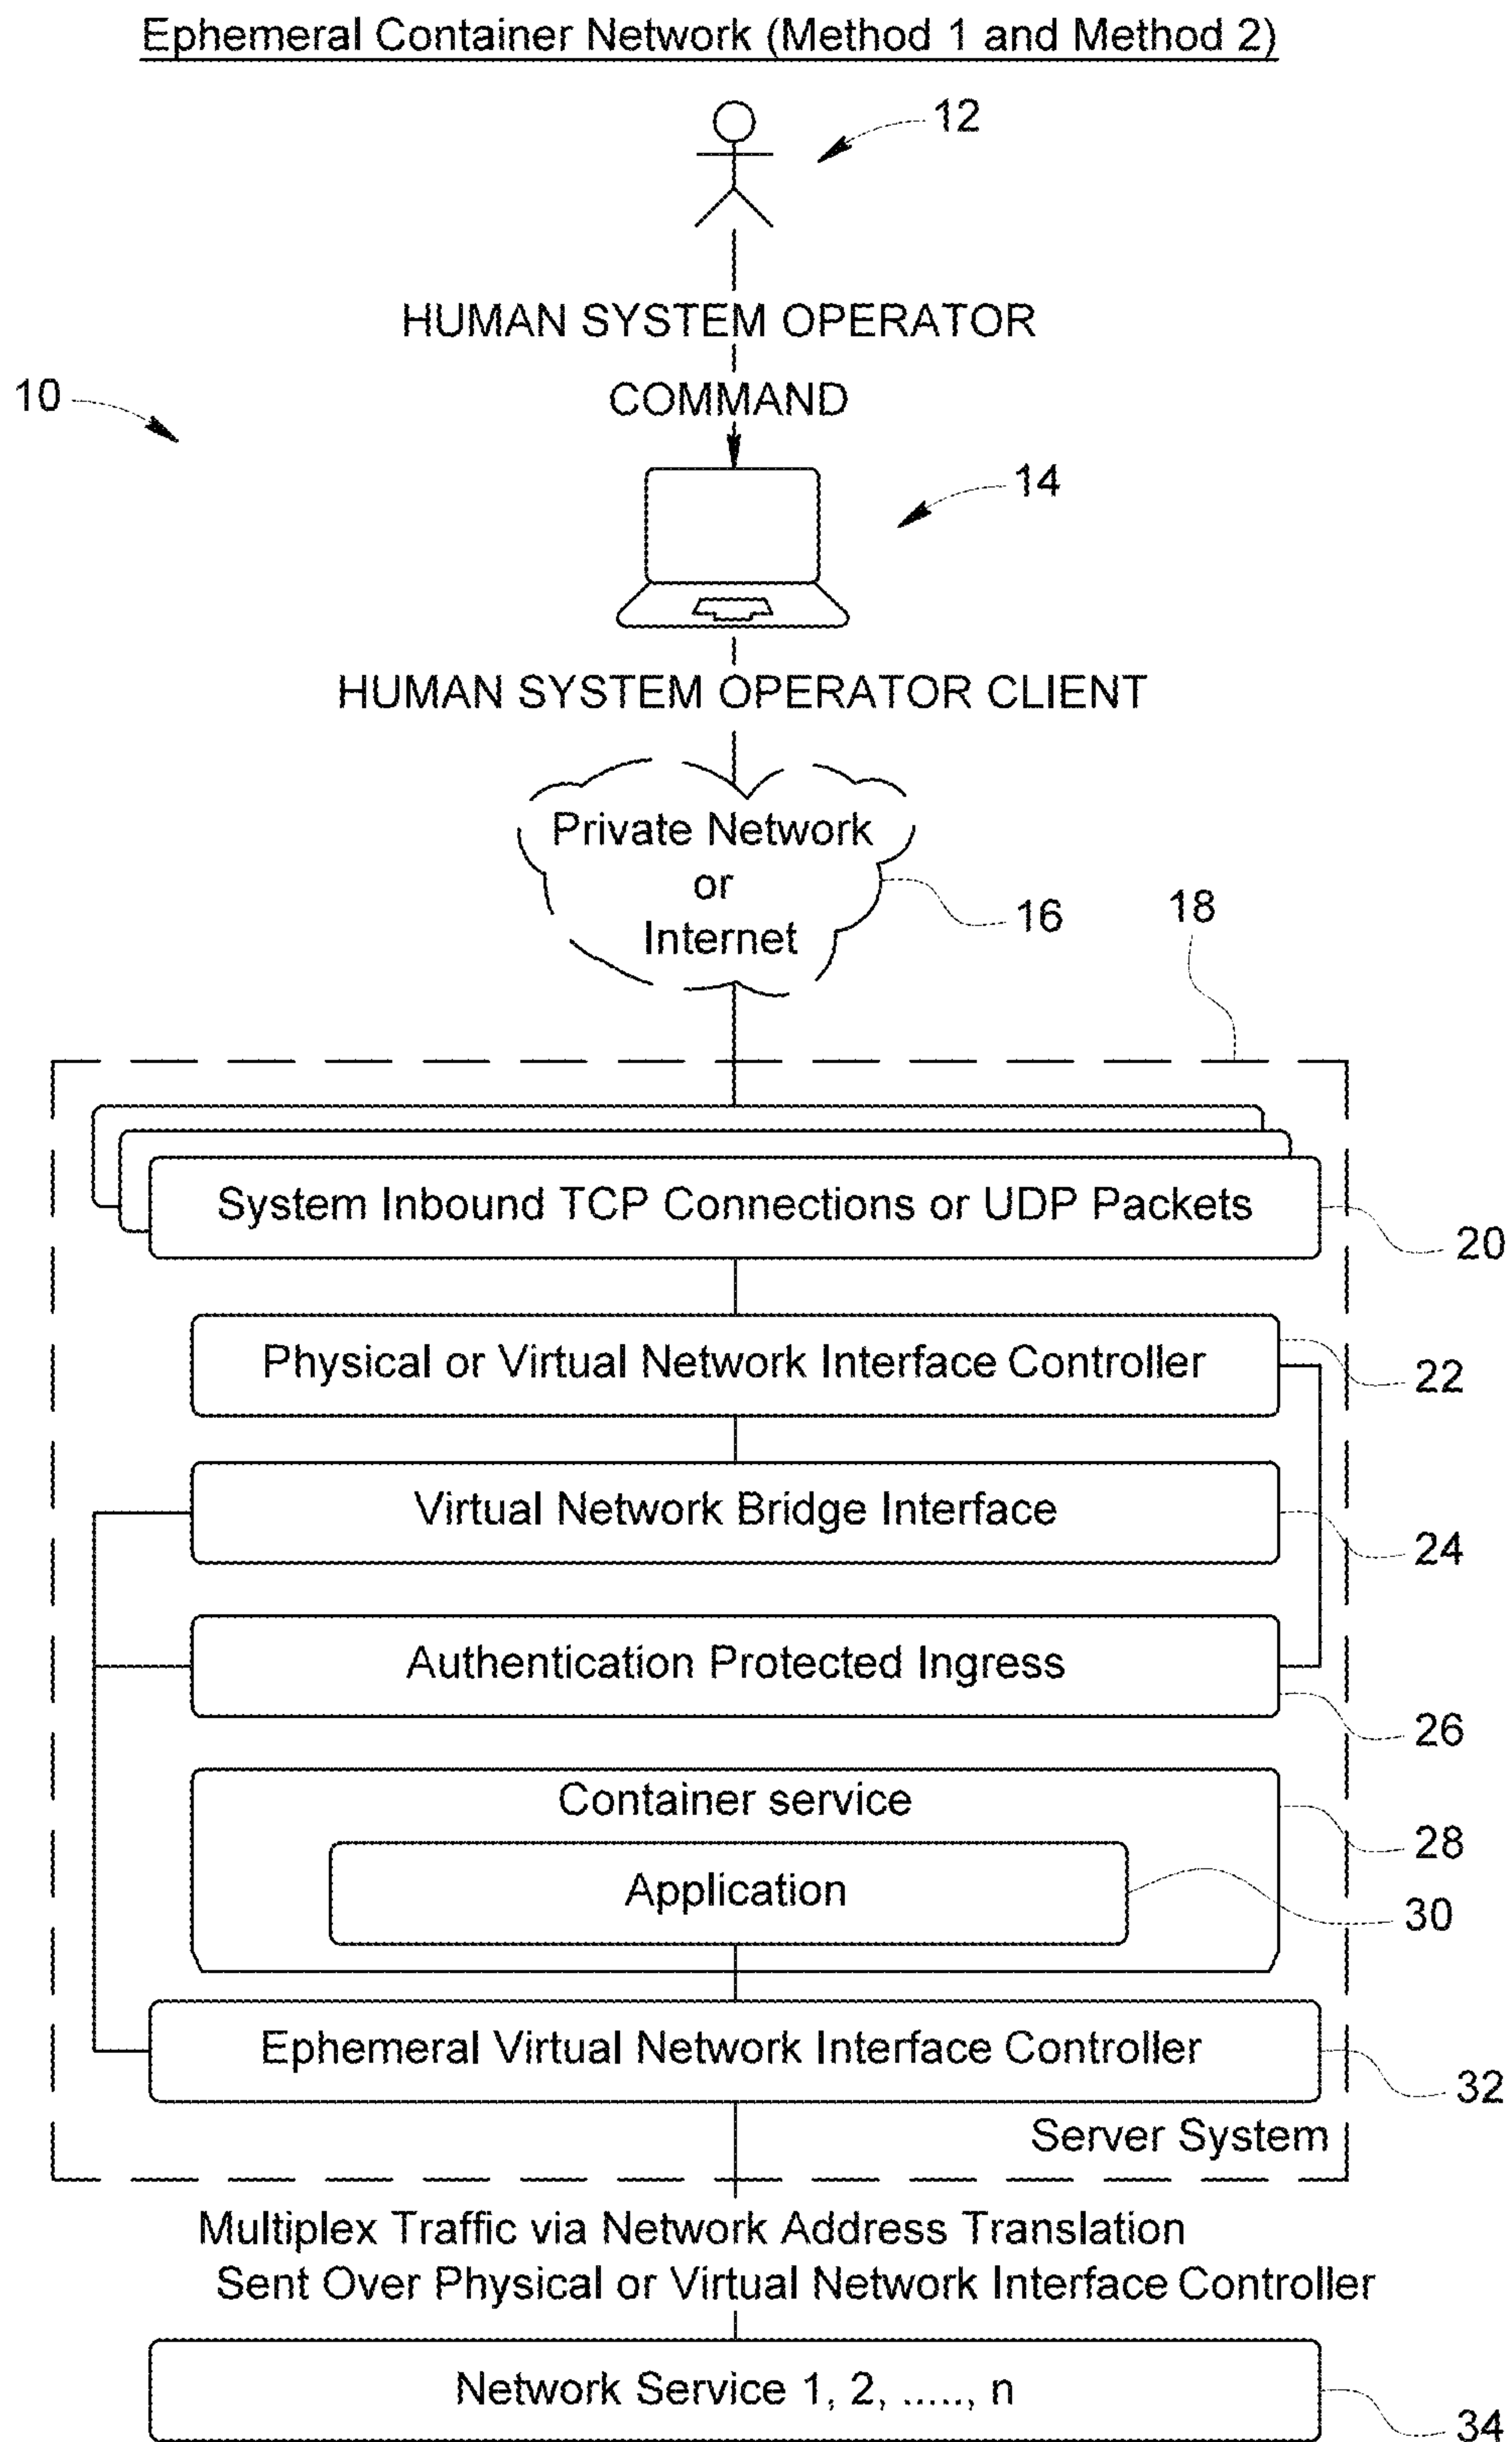 Ephemeral Container Network (Method 1 and Method 2)
12
HUMAN SYSTEM OPERATOR
10
COMMAND
14
HUMAN SYSTEM OPERATOR CLIENT
Private Network
or
Internet
16
18
System Inbound TCP Connections or UDP Packets
20
Physical or Virtual Network Interface Controller
22
Virtual Network Bridge Interface
24
Authentication Protected Ingress
26
Container service
28
Application
30
Ephemeral Virtual Network Interface Controller
32
Server System
Multiplex Traffic via Network Address Translation
Sent Over Physical or Virtual Network Interface Controller
Network Service 1, 2, ....., n
34